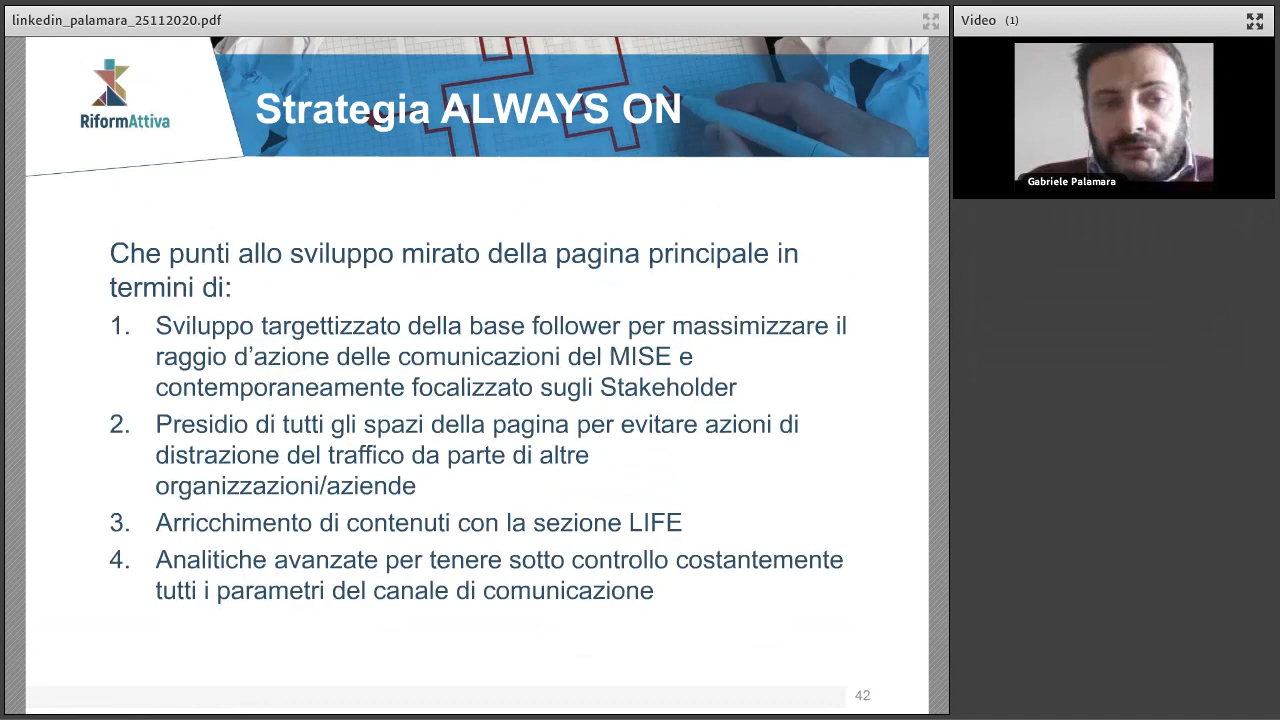 linkedin_palamara_25112020.pdf
Video (1)
RiformAttiva
Strategia ALWAYS ON
Gabriele Palamara
Che punti allo sviluppo mirato della pagina principale in
termini di:
1. Sviluppo targettizzato della base follower per massimizzare il
raggio d’azione delle comunicazioni del MISE e
contemporaneamente focalizzato sugli Stakeholder
2. Presidio di tutti gli spazi della pagina per evitare azioni di
distrazione del traffico da parte di altre
organizzazioni/aziende
3. Arricchimento di contenuti con la sezione LIFE
4. Analitiche avanzate per tenere sotto controllo costantemente
tutti i parametri del canale di comunicazione
42